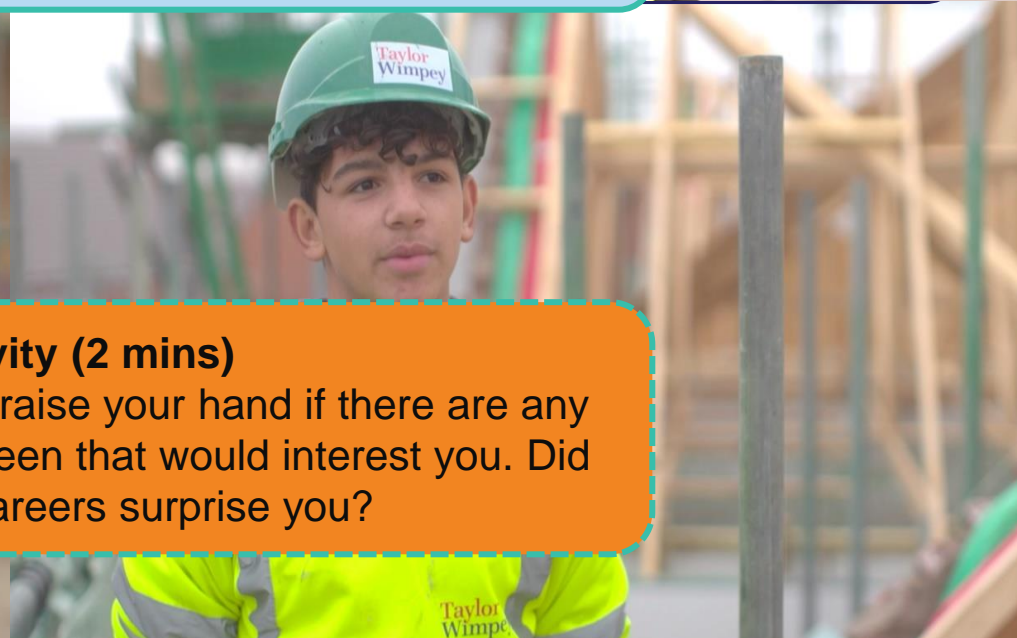 Taylor
Wimpey
vity (2 mins)
raise your hand if there are any
een that would interest you. Did
areers surprise you?
Taylor
Wimpe